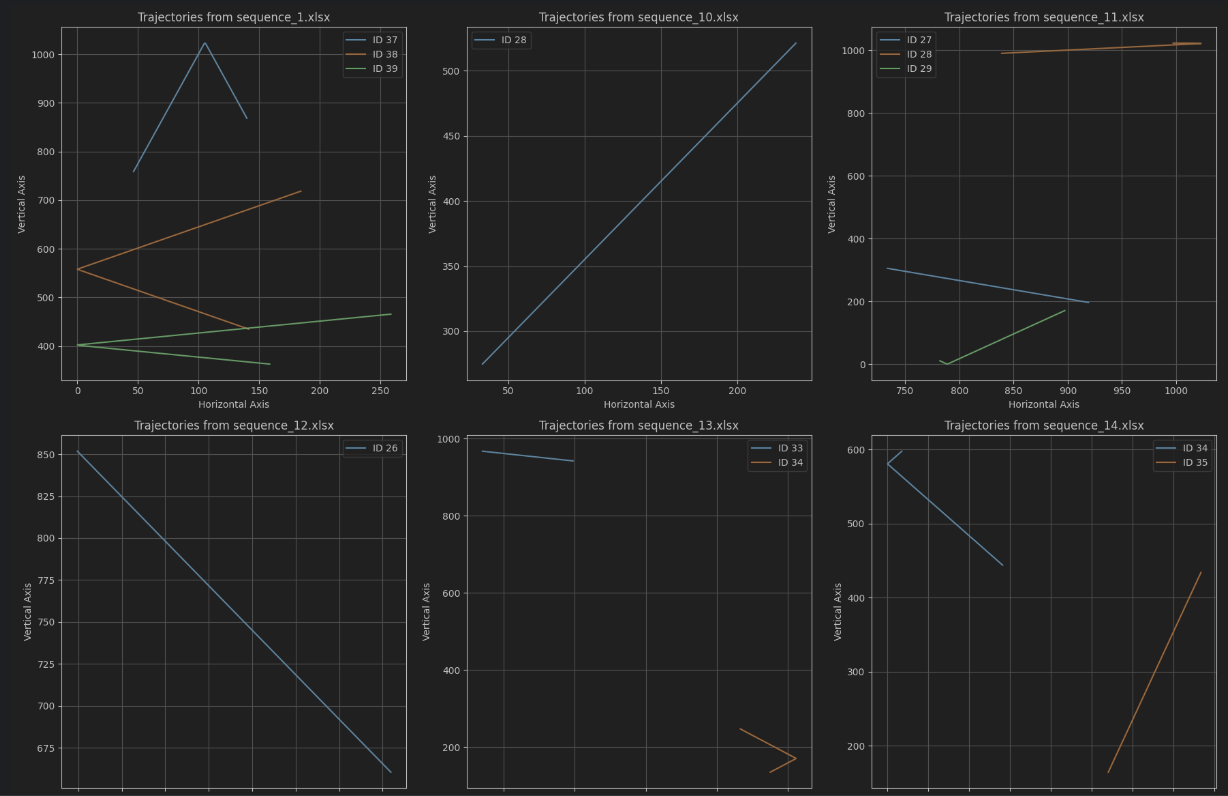 Trajectories from sequence_1.xlsx
ID 37
ID 38
ID 39
1000
900
800
700
600
500
400
Vertical Axis
0 50 100 150 200 250
Horizontal Axis
Trajectories from sequence_10.xlsx
ID 28
500
450
400
350
300
Vertical Axis
50 100 150 200
Horizontal Axis
Trajectories from sequence_11.xlsx
ID 27
ID 28
ID 29
1000
800
600
400
200
0
Vertical Axis
750 800 850 900 950 1000
Horizontal Axis
Trajectories from sequence_12.xlsx
ID 26
850
825
800
775
750
725
700
675
Vertical Axis
Trajectories from sequence_13.xlsx
ID 33
ID 34
1000
800
600
400
200
Vertical Axis
Trajectories from sequence_14.xlsx
ID 34
ID 35
600
500
400
300
200
Vertical Axis